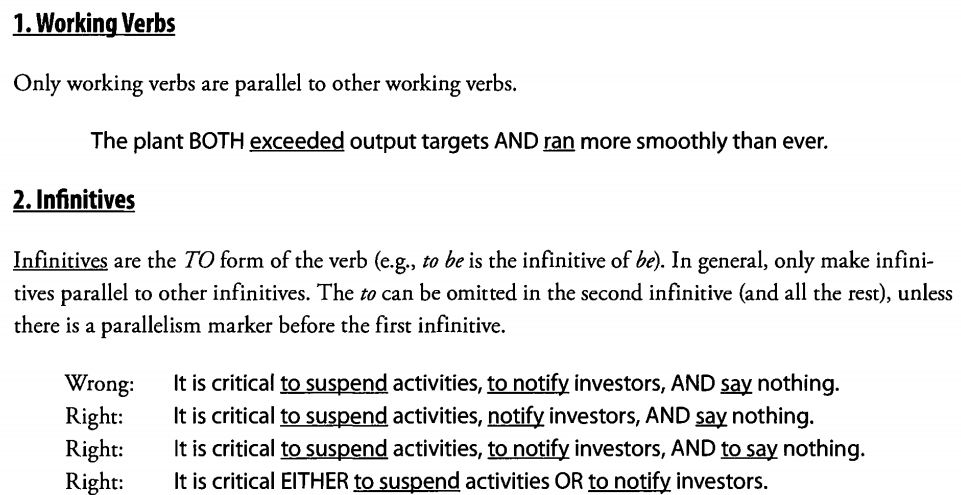 1. Working Verbs
Only working verbs are parallel to other working verbs.
The plant BOTH exceeded output targets AND ran more smoothly than ever.
2. Infinitives
Infinitives are the TO form of the verb (e.g., to be is the infinitive of be). In general, only make infini-
tives parallel to other infinitives. The to can be omitted in the second infinitive (and all the rest), unless
there is a parallelism marker before the first infinitive.
Wrong: It is critical to suspend activities, to notify investors, AND say nothing.
Right: It is critical to suspend activities, notify investors, AND say nothing.
Right: It is critical to suspend activities, to notify investors, AND to say nothing.
Right: It is critical EITHER to suspend activities OR to notify investors.